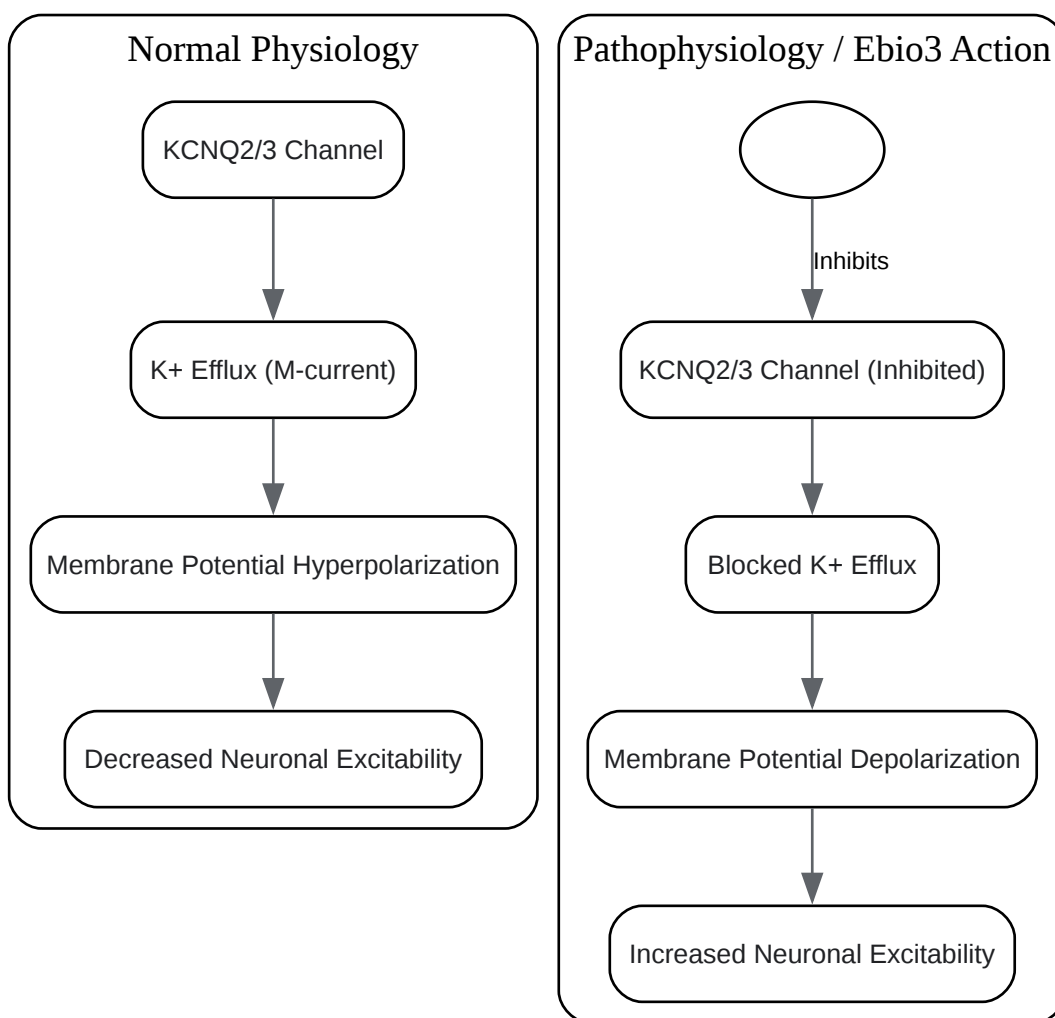 Normal Physiology
KCNQ2/3 Channel
K+ Efflux (M-current)
Membrane Potential Hyperpolarization
Decreased Neuronal Excitability
Pathophysiology / Ebio3 Action
Inhibits
KCNQ2/3 Channel (Inhibited)
Blocked K+ Efflux
Membrane Potential Depolarization
Increased Neuronal Excitability